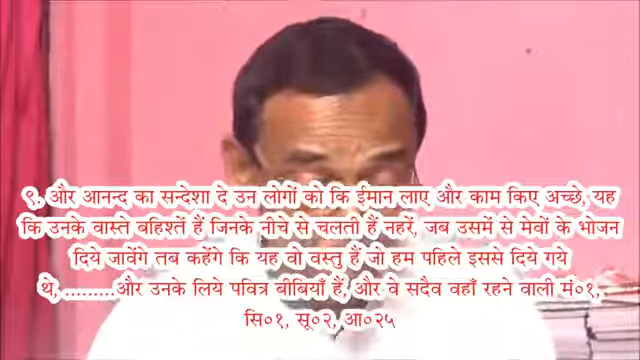 ९. और आनन्द का सन्देशा दे उन लोगों को कि ईमान लाए और काम किए अच्छे, यह
कि उनके वास्ते बहिश्तें हैं जिनके नीचे से चलती हैं नहरें, जब उसमें से मेवों के भोजन
दिये जावेंगे तब कहेंगे कि यह वो वस्तु हैं जो हम पहिले इससे दिये गये
थे, .........और उनके लिये पवित्र बीबियाँ हैं, और वे सदैव वहाँ रहने वाली मं०१,
सि०१, सू०२, आ०२५